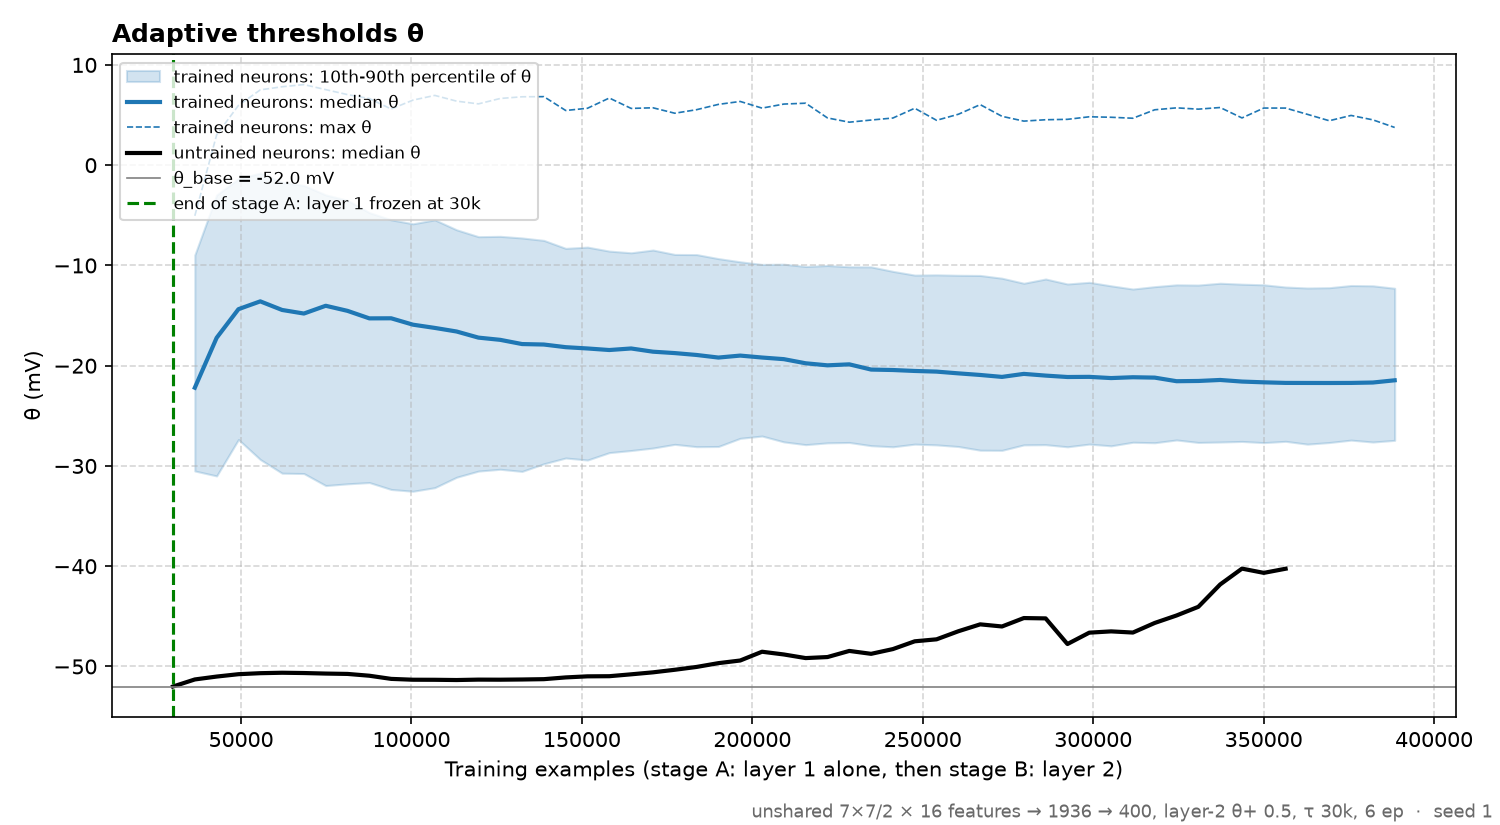 Adaptive thresholds θ
trained neurons: 10th-90th percentile of θ
trained neurons: median θ
trained neurons: max θ
untrained neurons: median θ
θ_base = -52.0 mV
end of stage A: layer 1 frozen at 30k
10
0
−10
−20
−30
−40
−50
θ (mV)
50000 100000 150000 200000 250000 300000 350000 400000
Training examples (stage A: layer 1 alone, then stage B: layer 2)
unshared 7×7/2 × 16 features → 1936 → 400, layer-2 θ+ 0.5, τ 30k, 6 ep · seed 1